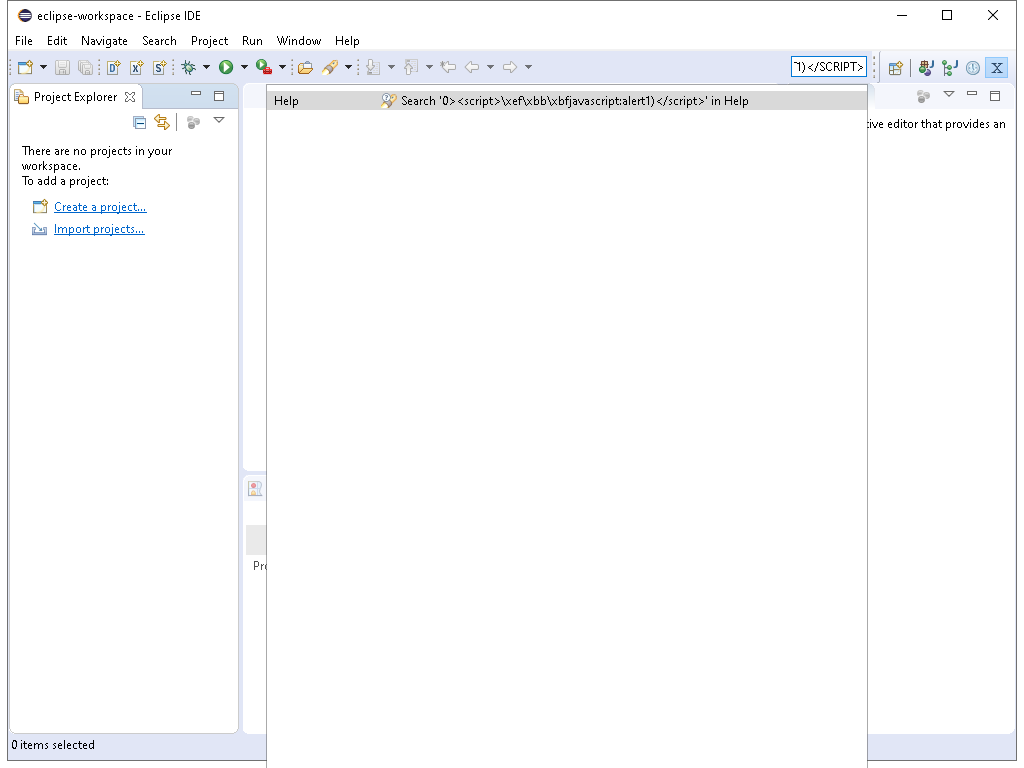 eclipse-workspace - Eclipse IDE
File Edit Navigate Search Project Run Window Help
1)</SCRIPT>
Project Explorer
Help Search '0><script>\xef\xbb\xbfjavascript:alert1)</script>' in Help
tive editor that provides an
There are no projects in your
workspace.
To add a project:
Create a project...
Import projects...
Pro
0 items selected